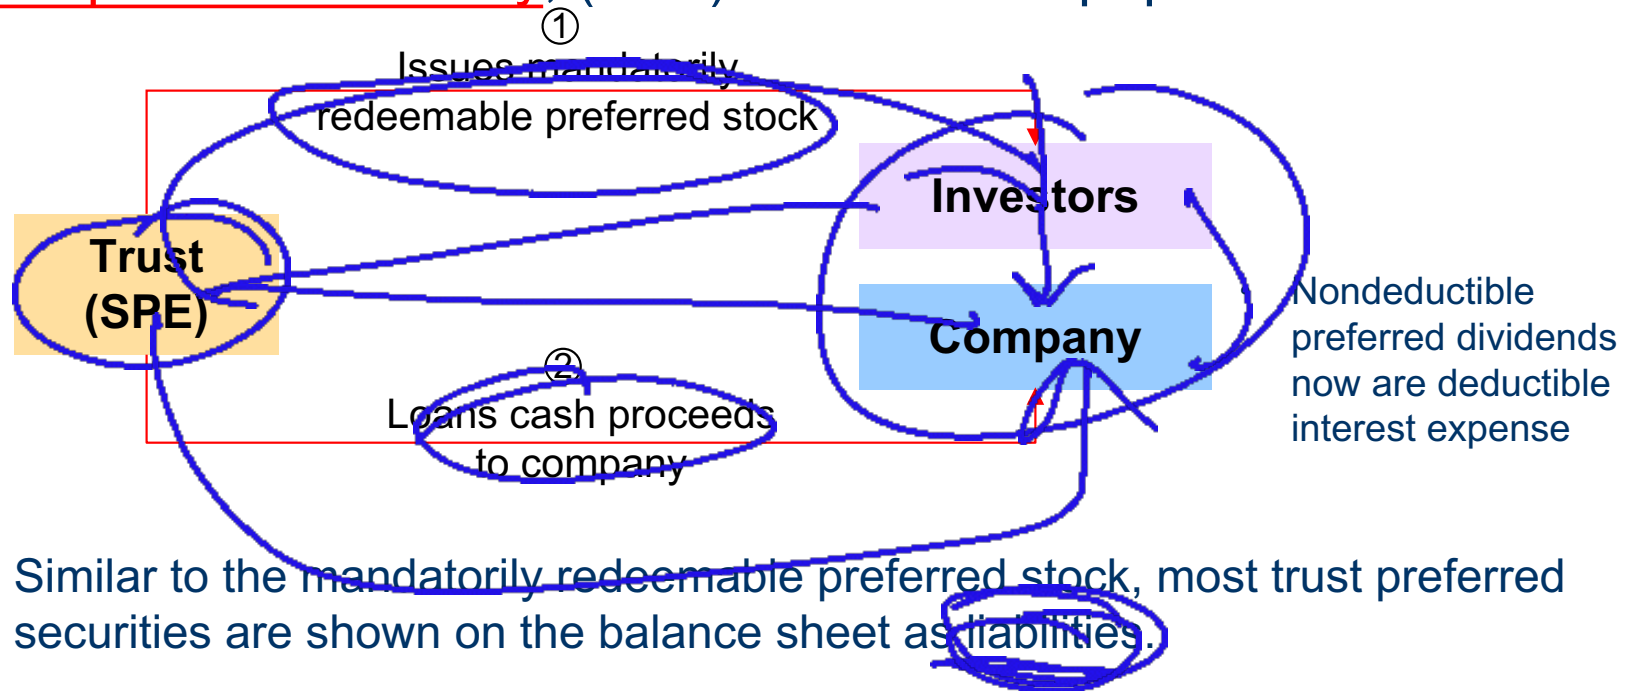 ①
Issues mandatorily
redeemable preferred stock
Investors
Trust
(SPE)
Company
Nondeductible
preferred dividends
now are deductible
interest expense
②
Loans cash proceeds
to company
Similar to the mandatorily redeemable preferred stock, most trust preferred
securities are shown on the balance sheet as liabilities.